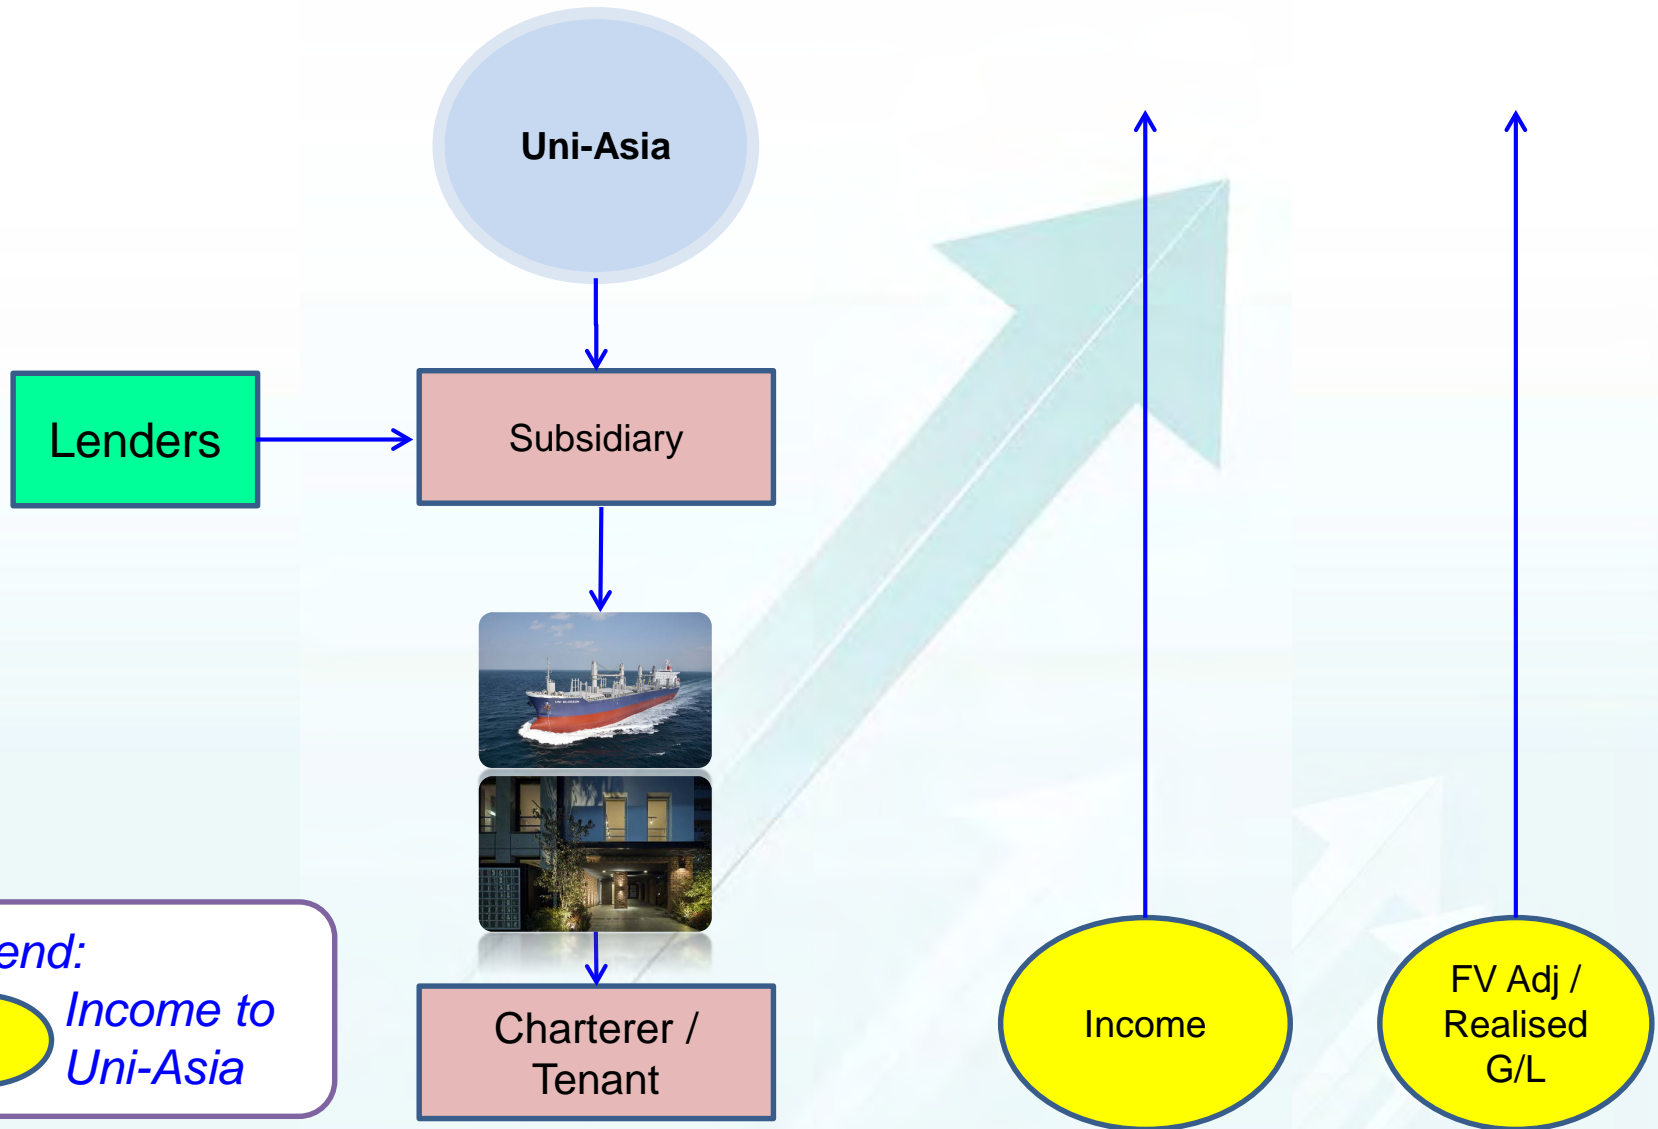 Uni-Asia
Lenders
Subsidiary
end:
Income to
Uni-Asia
Charterer /
Tenant
Income
FV Adj /
Realised
G/L